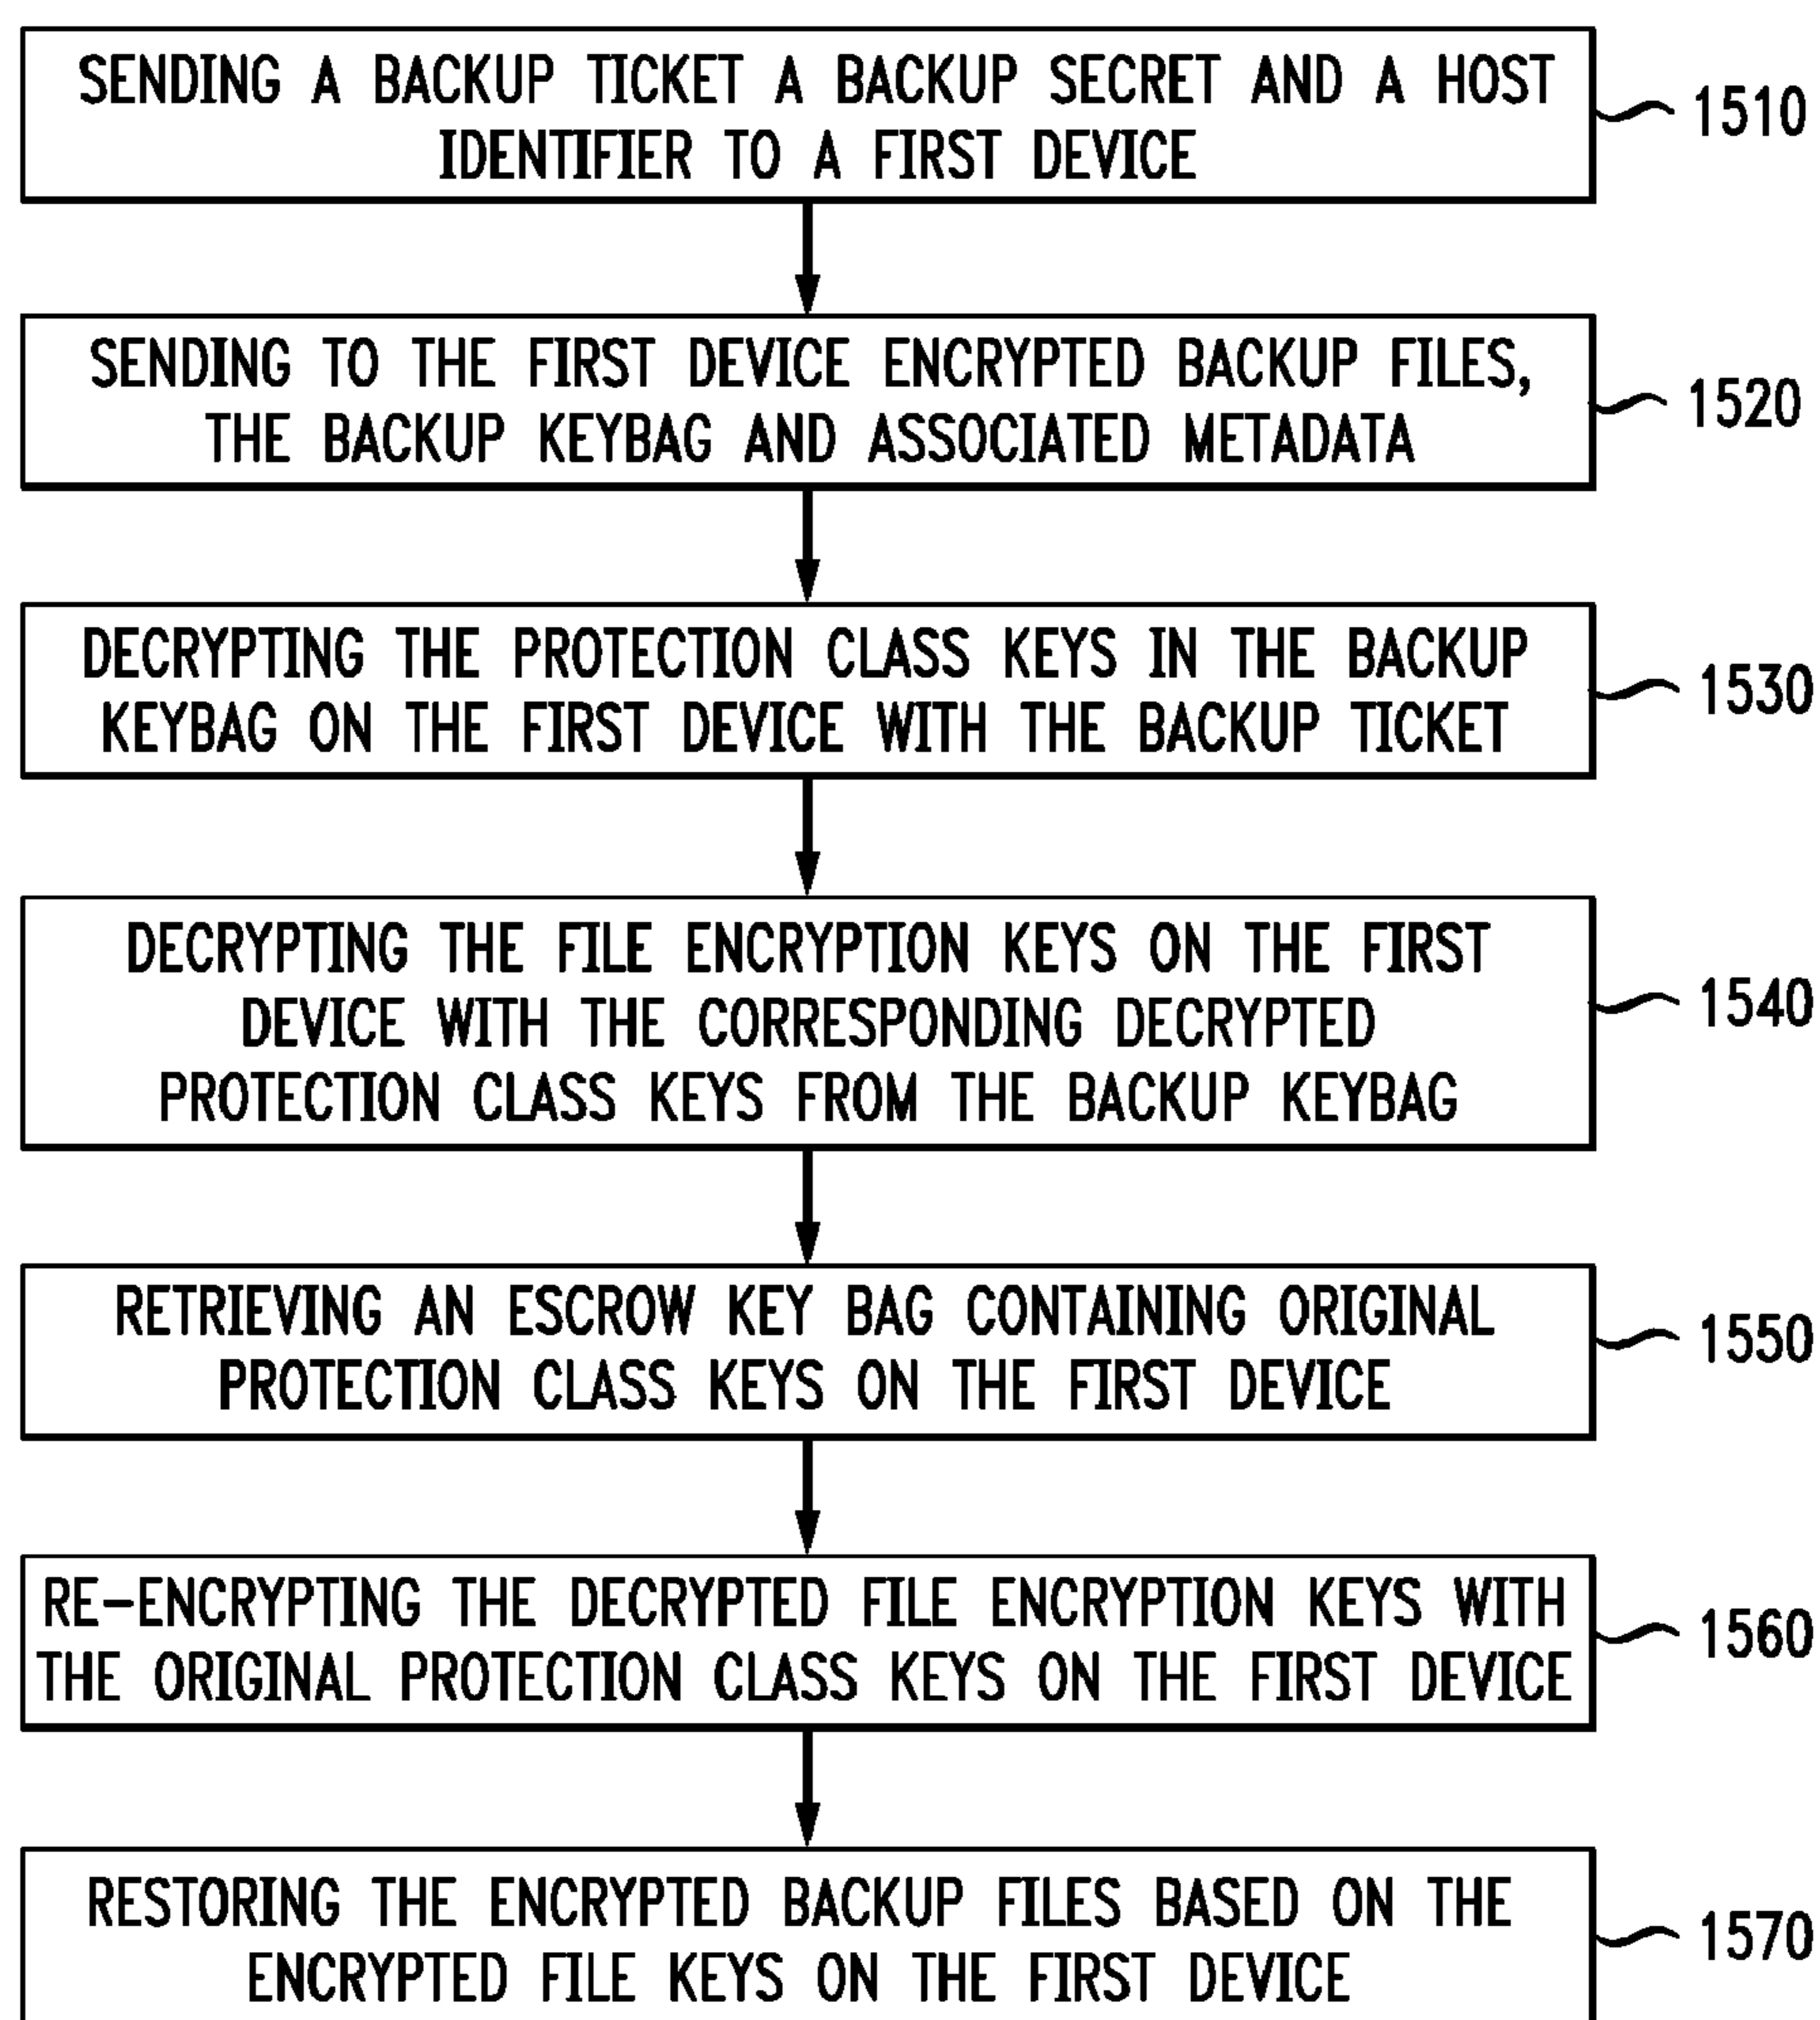 SENDING A BACKUP TICKET A BACKUP SECRET AND A HOST
IDENTIFIER TO A FIRST DEVICE
1510
SENDING TO THE FIRST DEVICE ENCRYPTED BACKUP FILES,
THE BACKUP KEYBAG AND ASSOCIATED METADATA
1520
DECRYPTING THE PROTECTION CLASS KEYS IN THE BACKUP
KEYBAG ON THE FIRST DEVICE WITH THE BACKUP TICKET
1530
DECRYPTING THE FILE ENCRYPTION KEYS ON THE FIRST
DEVICE WITH THE CORRESPONDING DECRYPTED
PROTECTION CLASS KEYS FROM THE BACKUP KEYBAG
1540
RETRIEVING AN ESCROW KEY BAG CONTAINING ORIGINAL
PROTECTION CLASS KEYS ON THE FIRST DEVICE
1550
RE-ENCRYPTING THE DECRYPTED FILE ENCRYPTION KEYS WITH
THE ORIGINAL PROTECTION CLASS KEYS ON THE FIRST DEVICE
1560
RESTORING THE ENCRYPTED BACKUP FILES BASED ON THE
ENCRYPTED FILE KEYS ON THE FIRST DEVICE
1570